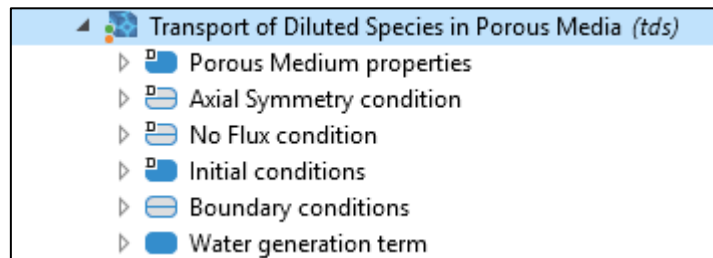 Transport of Diluted Species in Porous Media (tds)
D Porous Medium properties
D Axial Symmetry condition
D No Flux condition
D Initial conditions
Boundary conditions
Water generation term